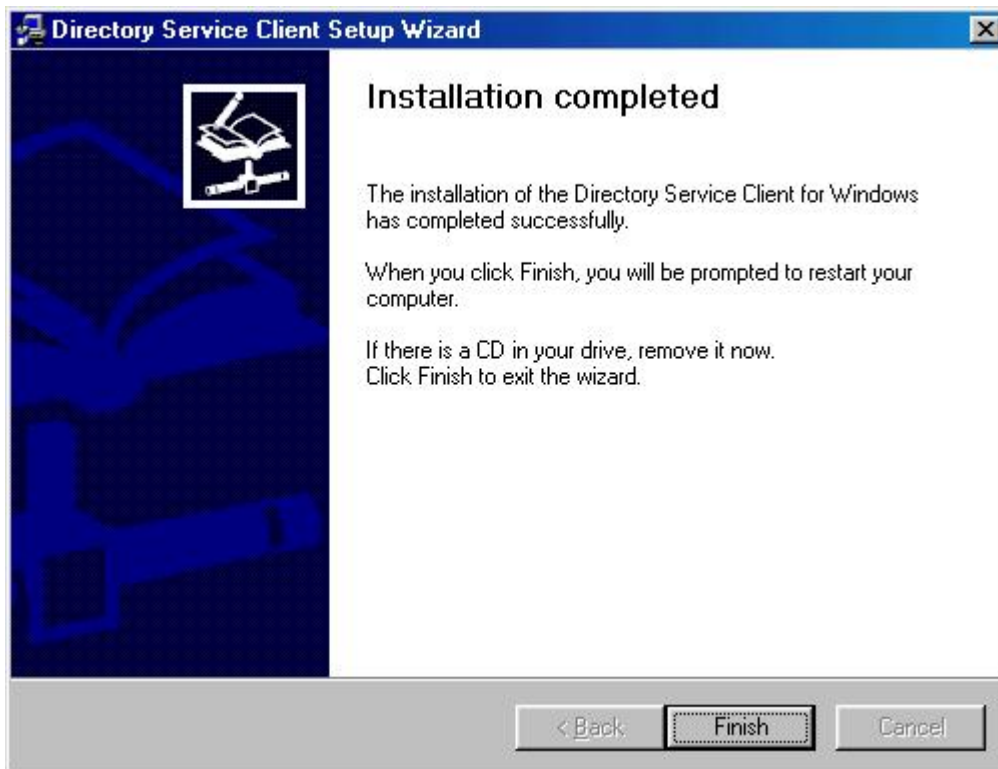 Directory Service Client Setup Wizard
Installation completed
The installation of the Directory Service Client for Windows
has completed successfully.
When you click Finish, you will be prompted to restart your
computer.
If there is a CD in your drive, remove it now.
Click Finish to exit the wizard.
< Back
Finish
Cancel